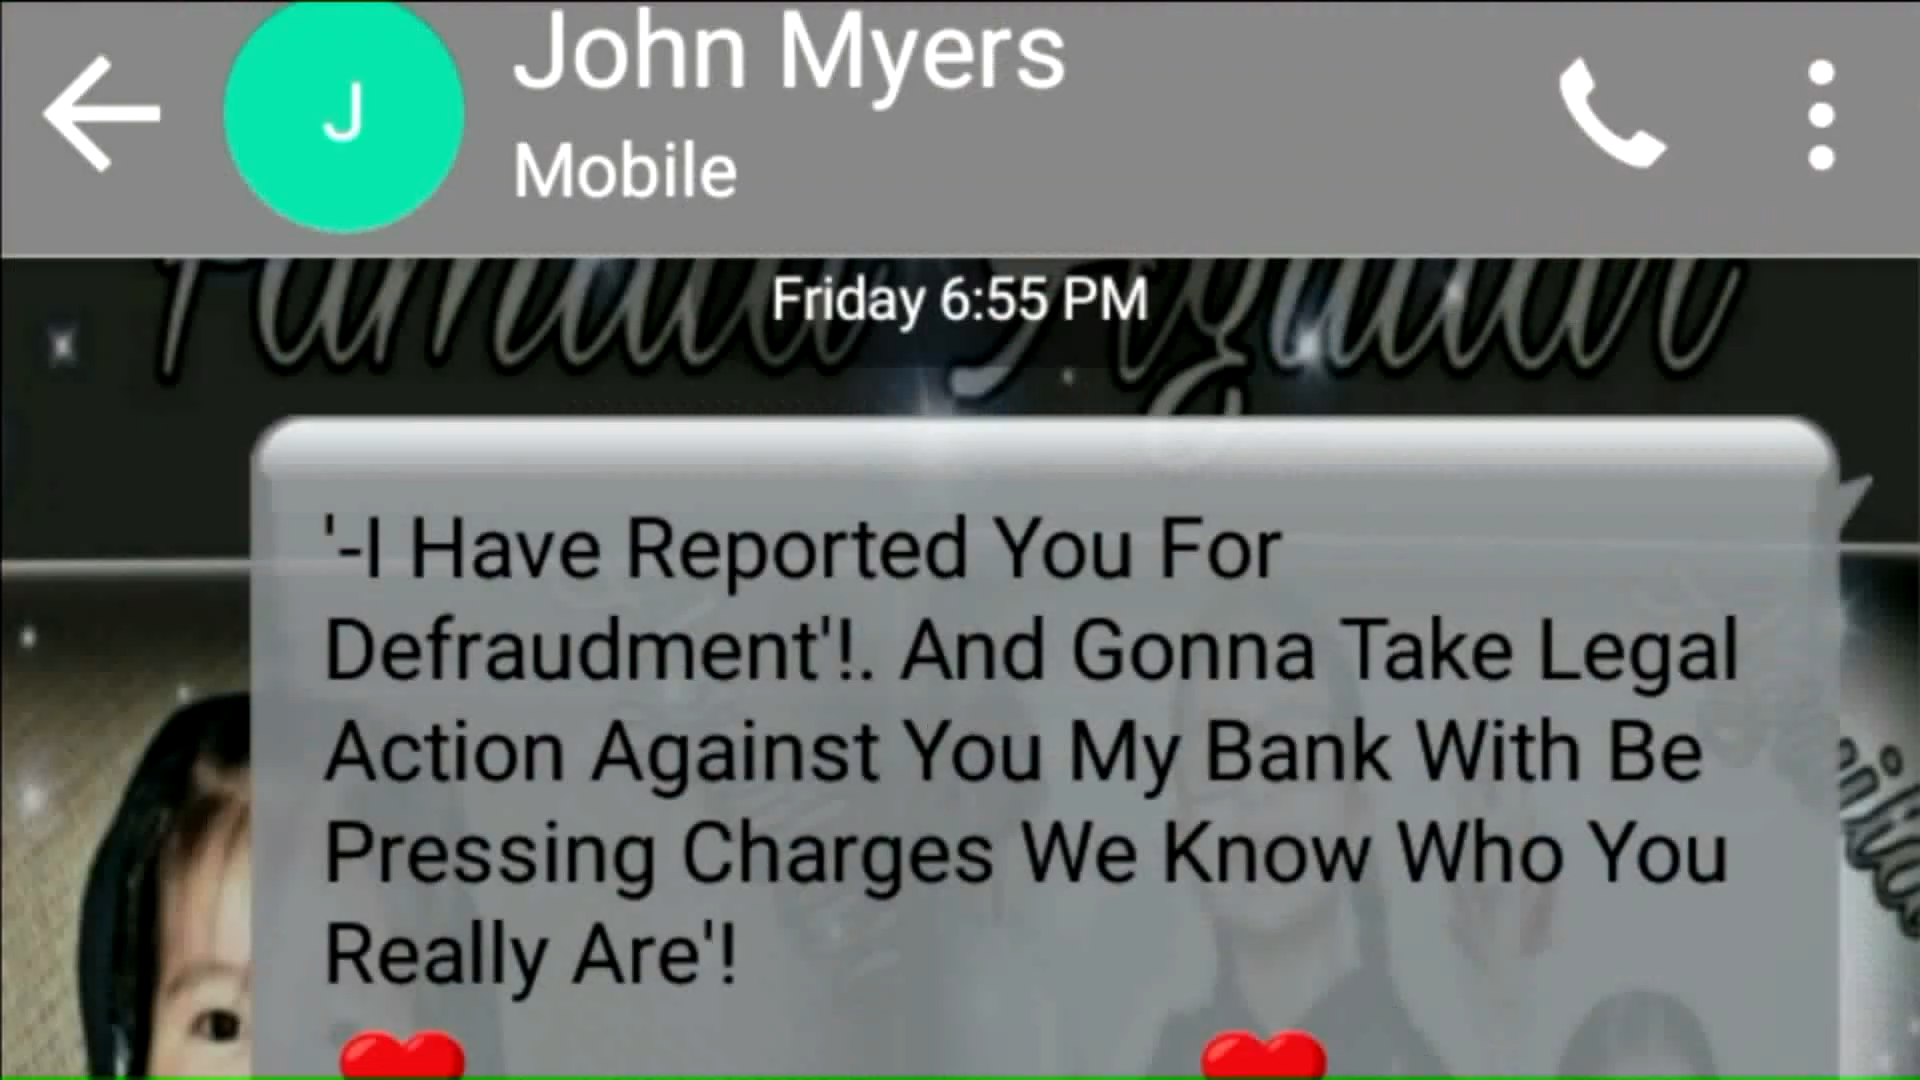 J
John Myers
Mobile
Friday 6:55 PM
'-I Have Reported You For
Defraudment'!. And Gonna Take Legal
Action Against You My Bank With Be
Pressing Charges We Know Who You
Really Are'!